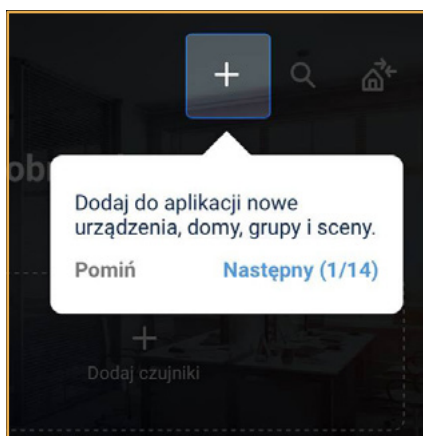 Dodaj do aplikacji nowe
urządzenia, domy, grupy i sceny.
Pomiń Następny (1/14)
Dodaj czujniki